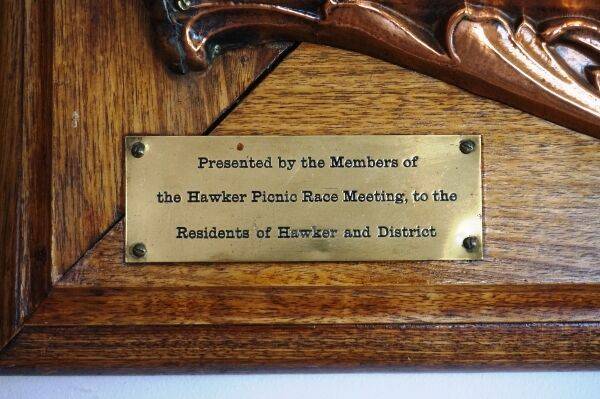 Presented by the Members of
the Hawker Picnic Race Meeting, to the
Residents of Hawker and District